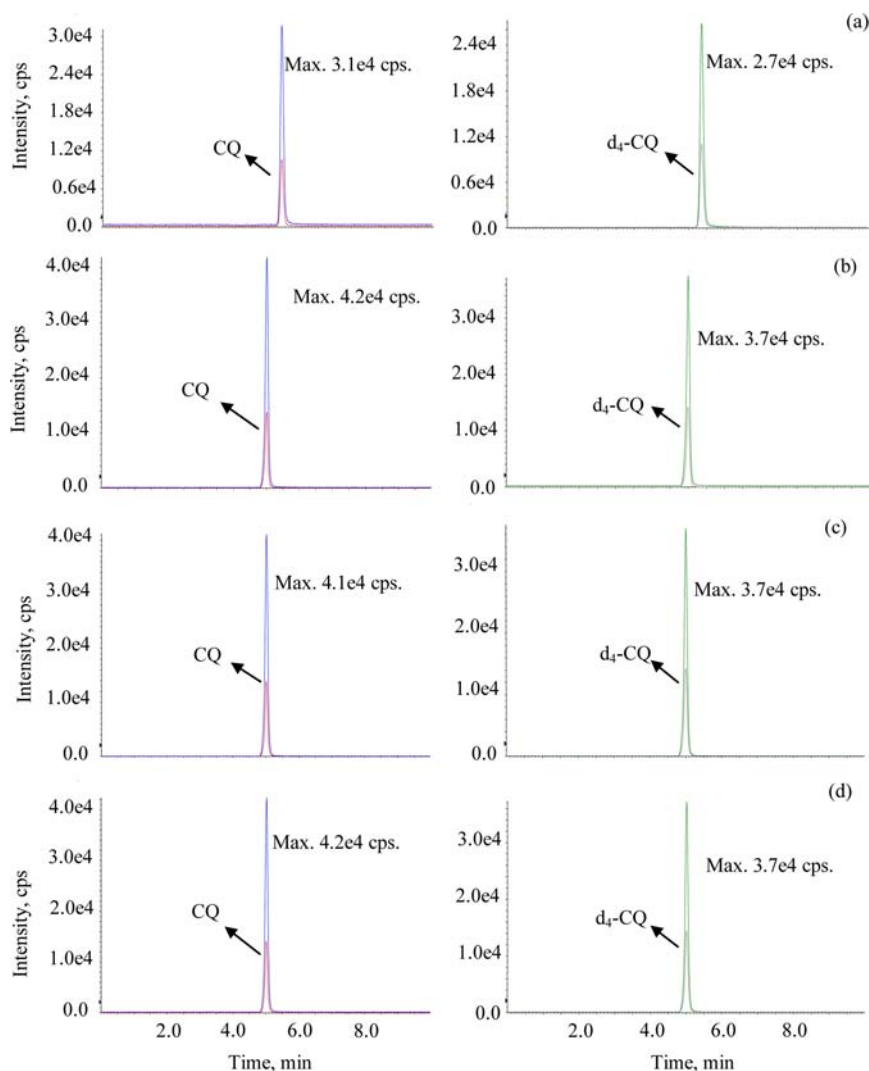 (a)
Intensity, cps
3.0e4
2.4e4
1.8e4
1.2e4
0.6e4
0.0
Max. 3.1e4 cps.
CQ
2.4e4
1.8e4
1.2e4
0.6e4
0.0
Max. 2.7e4 cps.
d₄-CQ
(b)
Intensity, cps
4.0e4
3.0e4
2.0e4
1.0e4
0.0
Max. 4.2e4 cps.
CQ
3.0e4
2.0e4
1.0e4
0.0
Max. 3.7e4 cps.
d₄-CQ
(c)
Intensity, cps
4.0e4
3.0e4
2.0e4
1.0e4
0.0
Max. 4.1e4 cps.
CQ
3.0e4
2.0e4
1.0e4
0.0
Max. 3.7e4 cps.
d₄-CQ
(d)
Intensity, cps
4.0e4
3.0e4
2.0e4
1.0e4
0.0
Max. 4.2e4 cps.
CQ
2.0 4.0 6.0 8.0
Time, min
3.0e4
2.0e4
1.0e4
0.0
Max. 3.7e4 cps.
d₄-CQ
2.0 4.0 6.0 8.0
Time, min